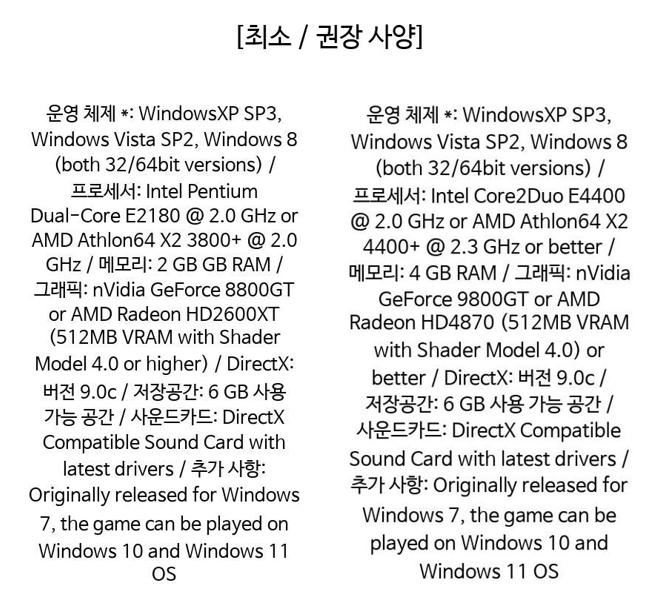 [최소 / 권장 사양]
운영 체제 *: WindowsXP SP3,
Windows Vista SP2, Windows 8
(both 32/64bit versions) /
프로세서: Intel Pentium
Dual-Core E2180 @ 2.0 GHz or
AMD Athlon64 X2 3800+ @ 2.0
GHz / 메모리: 2 GB GB RAM /
그래픽: nVidia GeForce 8800GT
or AMD Radeon HD2600XT
(512MB VRAM with Shader
Model 4.0 or higher) / DirectX:
버전 9.0c / 저장공간: 6 GB 사용
가능 공간 / 사운드카드: DirectX
Compatible Sound Card with
latest drivers / 추가 사항:
Originally released for Windows
7, the game can be played on
Windows 10 and Windows 11
OS
운영 체제 *: WindowsXP SP3,
Windows Vista SP2, Windows 8
(both 32/64bit versions) /
프로세서: Intel Core2Duo E4400
@ 2.0 GHz or AMD Athlon64 X2
4400+ @ 2.3 GHz or better /
메모리: 4 GB RAM / 그래픽: nVidia
GeForce 9800GT or AMD
Radeon HD4870 (512MB VRAM
with Shader Model 4.0) or
better / DirectX: 버전 9.0c /
저장공간: 6 GB 사용 가능 공간 /
사운드카드: DirectX Compatible
Sound Card with latest drivers /
추가 사항: Originally released for
Windows 7, the game can be
played on Windows 10 and
Windows 11 OS